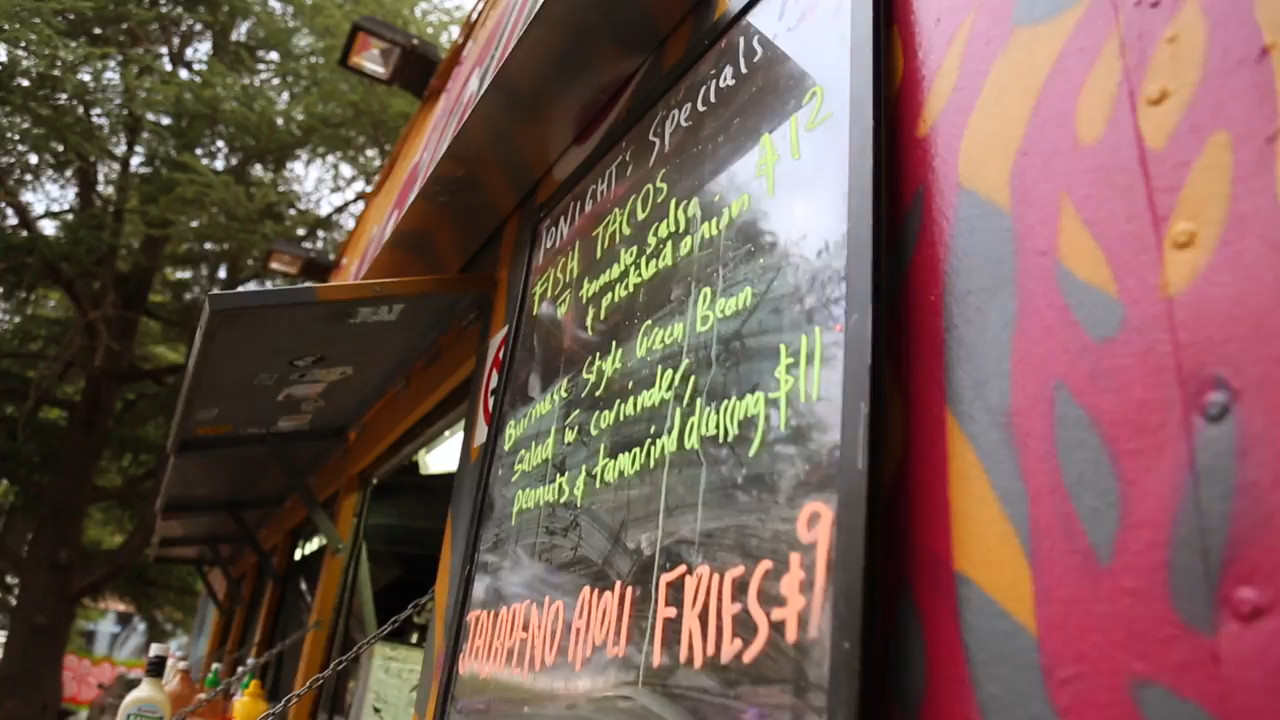 TONIGHT'S Specials
FISH TACOS $12
w tomato salsa
& pickled onion
Burmese Style Green Bean
Salad w coriander,
peanuts & tamarind dressing $11
JALAPENO AIOLI FRIES $9